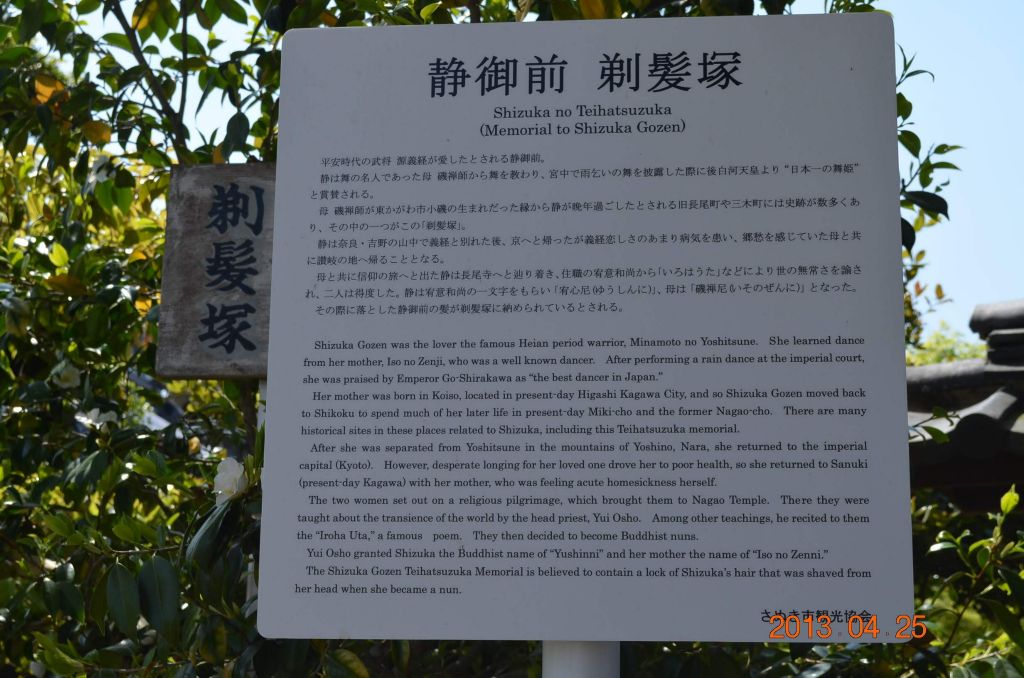 静御前 剃髪塚
Shizuka no Teihatsuzuka
(Memorial to Shizuka Gozen)
平安時代の武将 源義経が愛したとされる静御前。
静は舞の名人であった母 磯禅師から舞を教わり、宮中で雨乞いの舞を披露した際に後白河天皇より “日本一の舞姫”
と賞賛される。
母 磯禅師が東かがわ市小磯の生まれだった縁から静が晩年過ごしたとされる旧長尾町や三木町には史跡が数多くあ
り、その中の一つがこの「剃髪塚」。
静は奈良・吉野の山中で義経と別れた後、京へと帰ったが義経恋しさのあまり病気を患い、郷愁を感じていた母と共
に讃岐の地へ帰ることとなる。
母と共に信仰の旅へと出た静は長尾寺へと辿り着き、住職の宥意和尚から「いろはうた」などにより世の無常さを諭さ
れ、二人は得度した。静は宥意和尚の一文字をもらい「宥心尼(ゆうしんに)」、母は「磯禅尼(いそのぜんに)」となった。
その際に落とした静御前の髪が剃髪塚に納められているとされる。
Shizuka Gozen was the lover the famous Heian period warrior, Minamoto no Yoshitsune. She learned dance
from her mother, Iso no Zenji, who was a well known dancer. After performing a rain dance at the imperial court,
she was praised by Emperor Go-Shirakawa as “the best dancer in Japan.”
Her mother was born in Koiso, located in present-day Higashi Kagawa City, and so Shizuka Gozen moved back
to Shikoku to spend much of her later life in present-day Miki-cho and the former Nagao-cho. There are many
historical sites in these places related to Shizuka, including this Teihatsuzuka memorial.
After she was separated from Yoshitsune in the mountains of Yoshino, Nara, she returned to the imperial
capital (Kyoto). However, desperate longing for her loved one drove her to poor health, so she returned to Sanuki
(present-day Kagawa) with her mother, who was feeling acute homesickness herself.
The two women set out on a religious pilgrimage, which brought them to Nagao Temple. There they were
taught about the transience of the world by the head priest, Yui Osho. Among other teachings, he recited to them
the “Iroha Uta,” a famous poem. They then decided to become Buddhist nuns.
Yui Osho granted Shizuka the Buddhist name of “Yushinni” and her mother the name of “Iso no Zenni.”
The Shizuka Gozen Teihatsuzuka Memorial is believed to contain a lock of Shizuka's hair that was shaved from
her head when she became a nun.
さぬき市観光協会
剃髪塚
2013.04.25